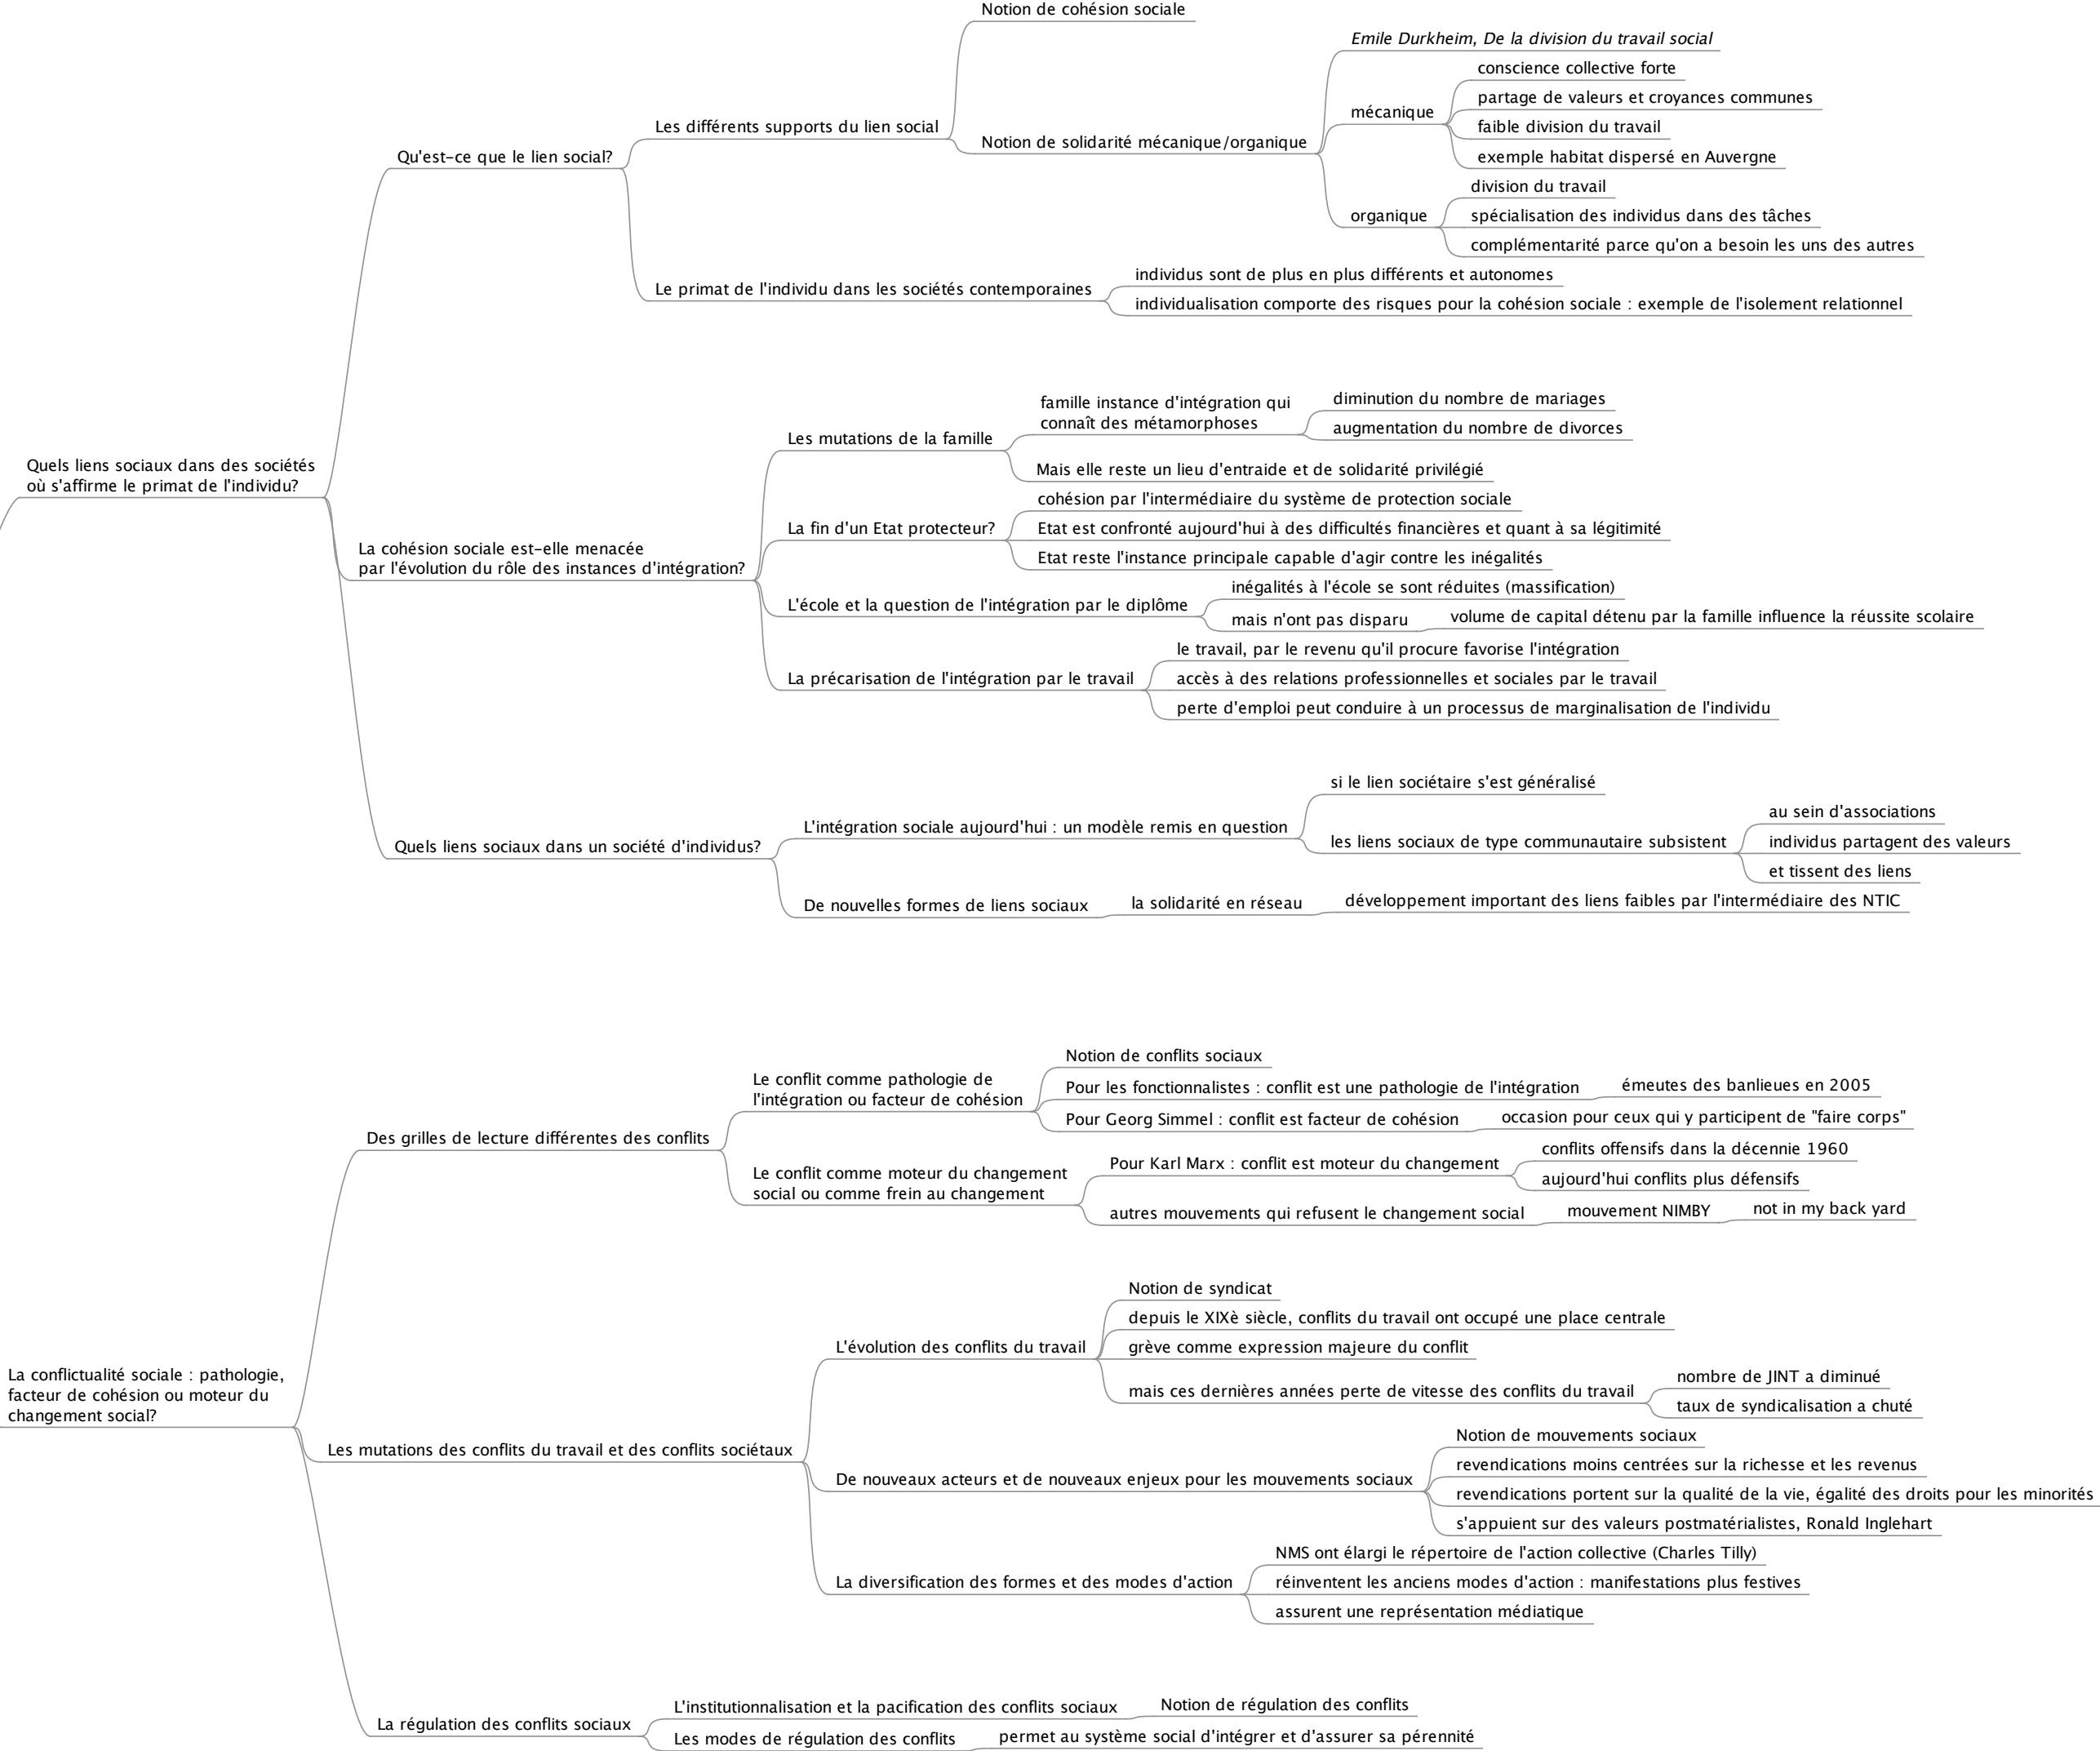 Notion de cohésion sociale
Emile Durkheim, De la division du travail social
conscience collective forte
partage de valeurs et croyances communes
mécanique
faible division du travail
exemple habitat dispersé en Auvergne
Les différents supports du lien social
Notion de solidarité mécanique/organique
Qu'est-ce que le lien social?
division du travail
organique
spécialisation des individus dans des tâches
complémentarité parce qu'on a besoin les uns des autres
individus sont de plus en plus différents et autonomes
Le primat de l'individu dans les sociétés contemporaines
individualisation comporte des risques pour la cohésion sociale : exemple de l'isolement relationnel
famille instance d'intégration qui
connaît des métamorphoses
diminution du nombre de mariages
augmentation du nombre de divorces
Les mutations de la famille
Mais elle reste un lieu d'entraide et de solidarité privilégié
Quels liens sociaux dans des sociétés
où s'affirme le primat de l'individu?
cohésion par l'intermédiaire du système de protection sociale
La fin d'un Etat protecteur?
Etat est confronté aujourd'hui à des difficultés financières et quant à sa légitimité
Etat reste l'instance principale capable d'agir contre les inégalités
La cohésion sociale est-elle menacée
par l'évolution du rôle des instances d'intégration?
inégalités à l'école se sont réduites (massification)
L'école et la question de l'intégration par le diplôme
mais n'ont pas disparu
volume de capital détenu par la famille influence la réussite scolaire
le travail, par le revenu qu'il procure favorise l'intégration
La précarisation de l'intégration par le travail
accès à des relations professionnelles et sociales par le travail
perte d'emploi peut conduire à un processus de marginalisation de l'individu
si le lien sociétaire s'est généralisé
L'intégration sociale aujourd'hui : un modèle remis en question
au sein d'associations
les liens sociaux de type communautaire subsistent
individus partagent des valeurs
et tissent des liens
Quels liens sociaux dans un société d'individus?
De nouvelles formes de liens sociaux
la solidarité en réseau
développement important des liens faibles par l'intermédiaire des NTIC
Notion de conflits sociaux
Le conflit comme pathologie de
l'intégration ou facteur de cohésion
Pour les fonctionnalistes : conflit est une pathologie de l'intégration
émeutes des banlieues en 2005
Pour Georg Simmel : conflit est facteur de cohésion
occasion pour ceux qui y participent de "faire corps"
Des grilles de lecture différentes des conflits
conflits offensifs dans la décennie 1960
Le conflit comme moteur du changement
social ou comme frein au changement
Pour Karl Marx : conflit est moteur du changement
aujourd'hui conflits plus défensifs
autres mouvements qui refusent le changement social
mouvement NIMBY
not in my back yard
Notion de syndicat
depuis le XIXè siècle, conflits du travail ont occupé une place centrale
L'évolution des conflits du travail
grève comme expression majeure du conflit
mais ces dernières années perte de vitesse des conflits du travail
nombre de JINT a diminué
taux de syndicalisation a chuté
La conflictualité sociale : pathologie,
facteur de cohésion ou moteur du
changement social?
Les mutations des conflits du travail et des conflits sociétaux
Notion de mouvements sociaux
revendications moins centrées sur la richesse et les revenus
De nouveaux acteurs et de nouveaux enjeux pour les mouvements sociaux
revendications portent sur la qualité de la vie, égalité des droits pour les minorités
s'appuient sur des valeurs postmatérialistes, Ronald Inglehart
NMS ont élargi le répertoire de l'action collective (Charles Tilly)
La diversification des formes et des modes d'action
réinventent les anciens modes d'action : manifestations plus festives
assurent une représentation médiatique
L'institutionnalisation et la pacification des conflits sociaux
Notion de régulation des conflits
La régulation des conflits sociaux
Les modes de régulation des conflits
permet au système social d'intégrer et d'assurer sa pérennité